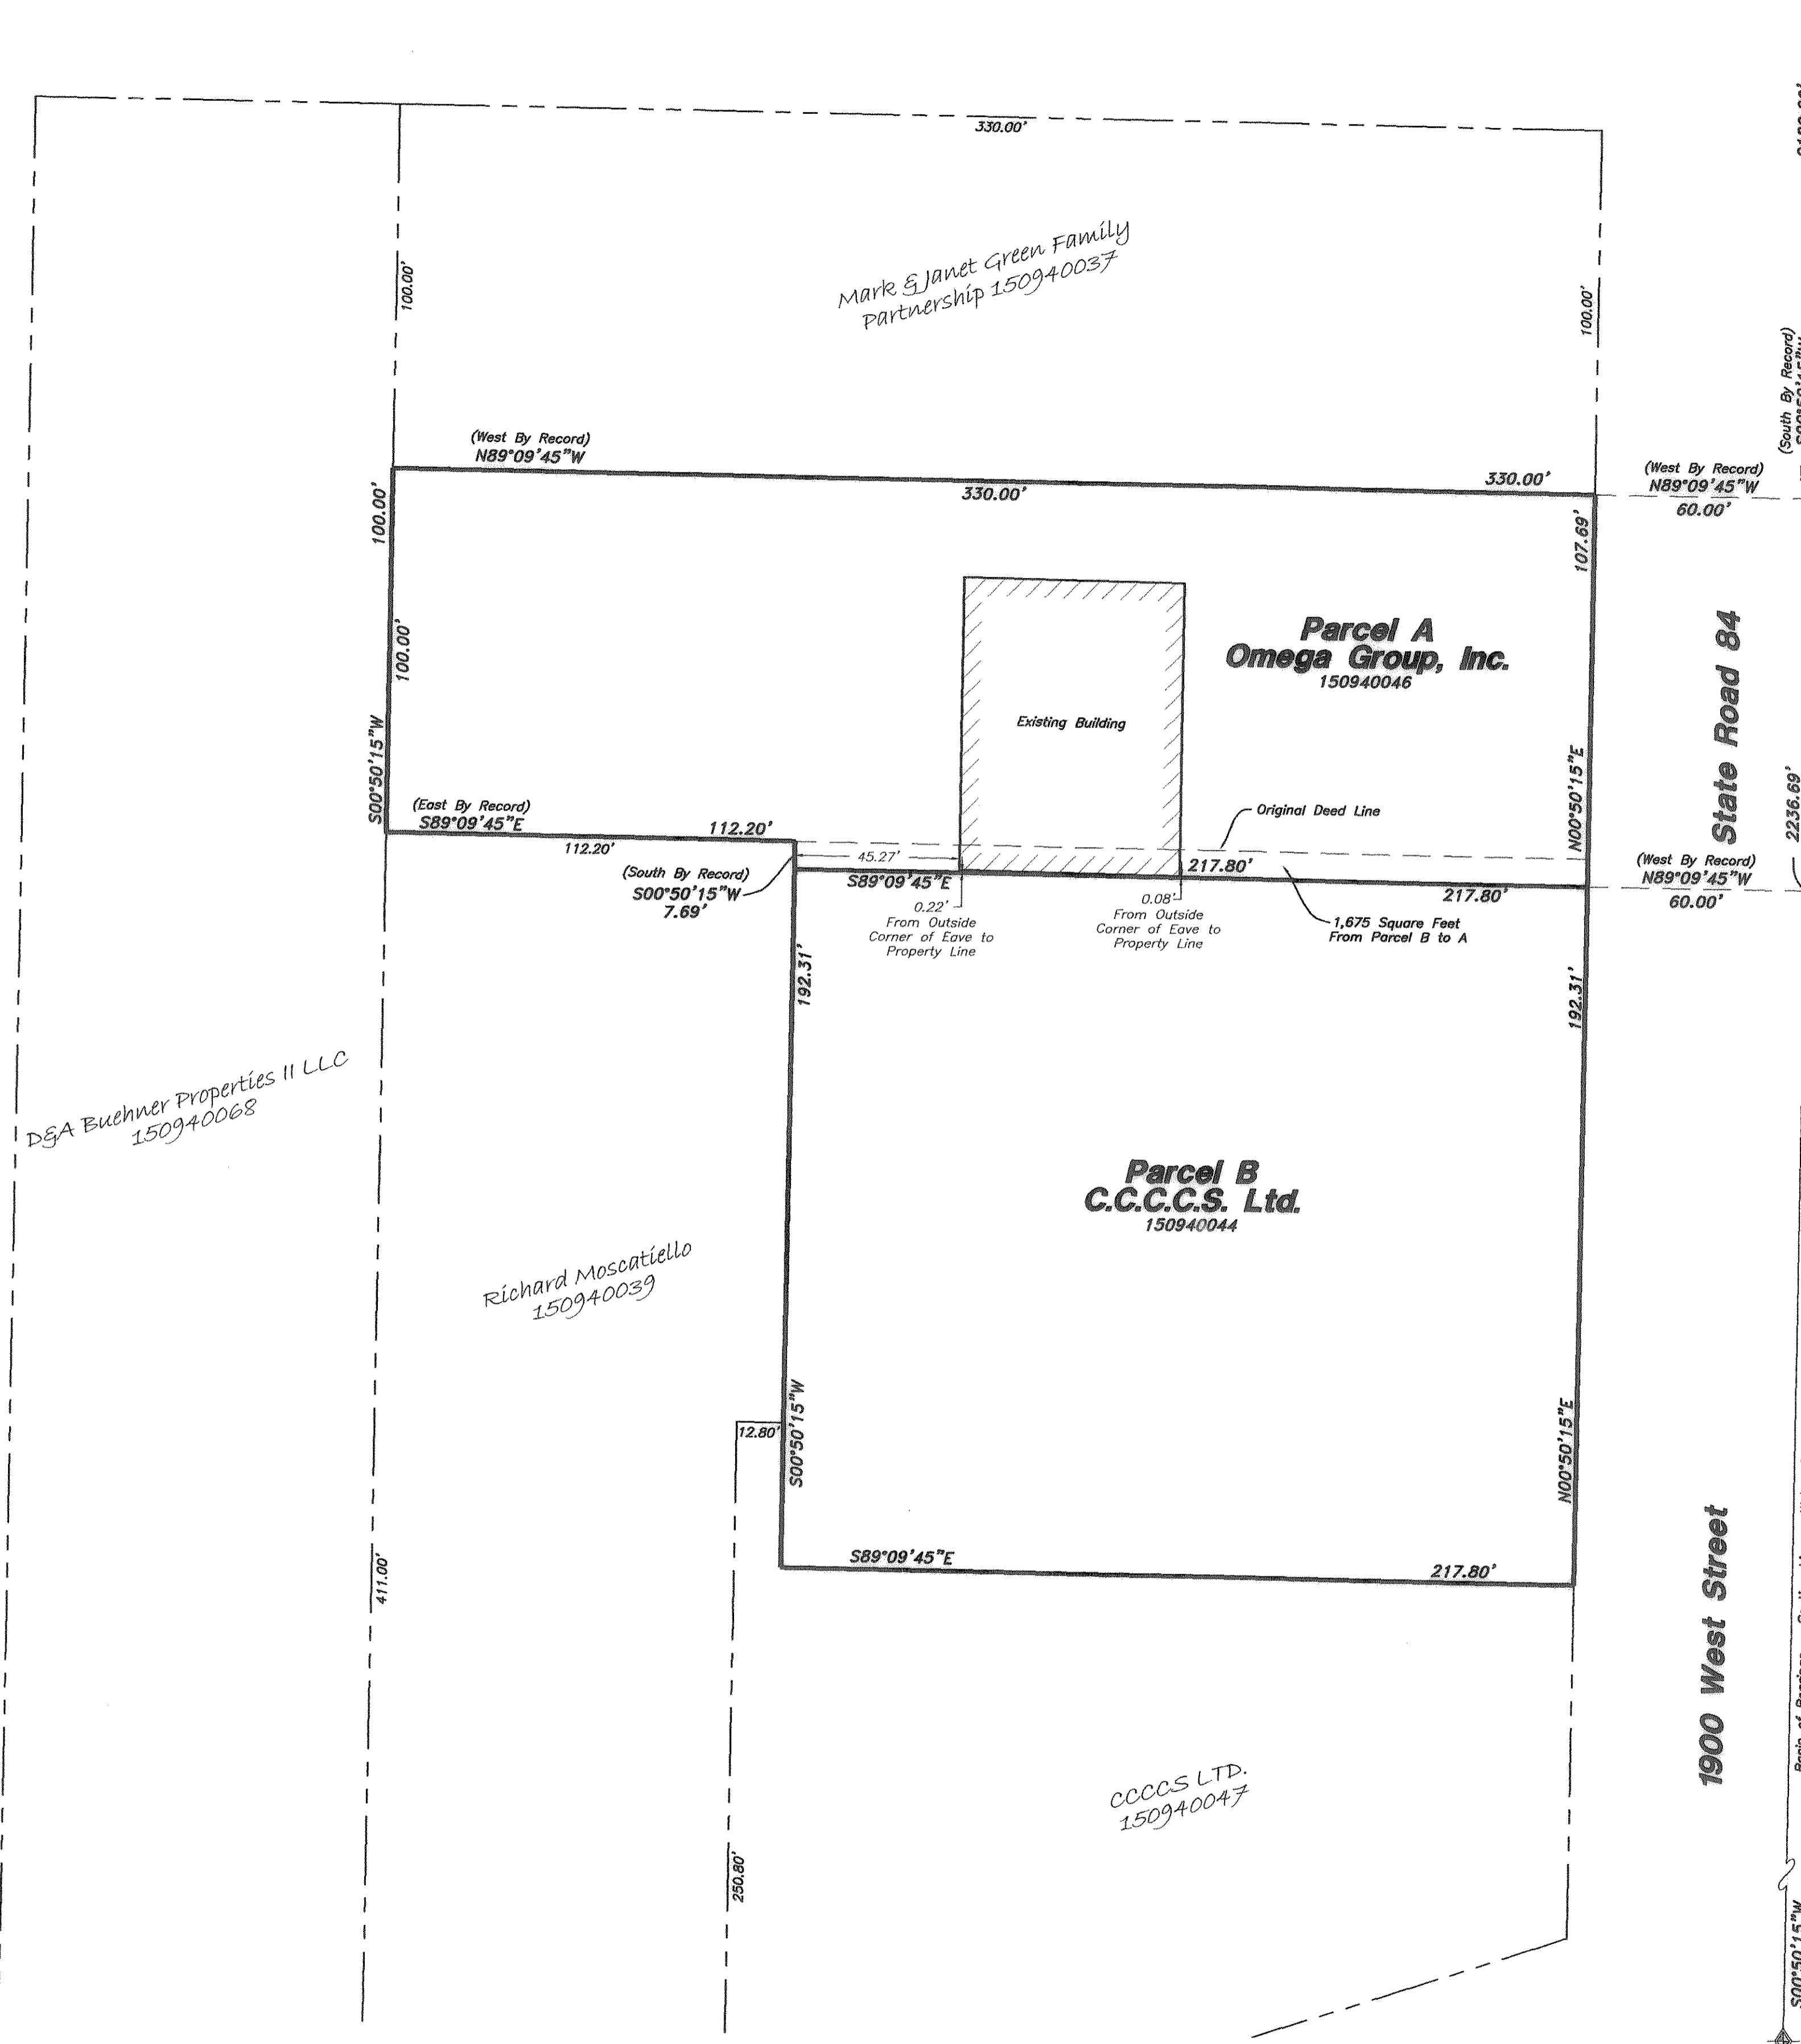 330.00'
Mark & Janet Green Family
Partnership 150940037
100.00'
100.00'
(South By Record)
(West By Record)
N89°09'45"W
330.00'
330.00'
(West By Record)
N89°09'45"W
60.00'
100.00'
107.69'
100.00'
S00°50'15"W
Parcel A
Omega Group, Inc.
150940046
Existing Building
State Road 84
N00°50'15"E
2236.69'
(East By Record)
S89°09'45"E
112.20'
112.20'
Original Deed Line
45.27'
217.80'
S89°09'45"E
217.80'
(West By Record)
N89°09'45"W
60.00'
(South By Record)
S00°50'15"W
7.69'
0.22'
From Outside
Corner of Eave to
Property Line
0.08'
From Outside
Corner of Eave to
Property Line
1,675 Square Feet
From Parcel B to A
192.31'
192.31'
D&A Buehner Properties II LLC
150940068
Parcel B
C.C.C.C.S. Ltd.
150940044
Richard Moscatiello
150940039
12.80'
S00°50'15"W
N00°50'15"E
S89°09'45"E
217.80'
411.00'
1900 West Street
CCCCS LTD.
150940047
250.80'
S00°50'15"W